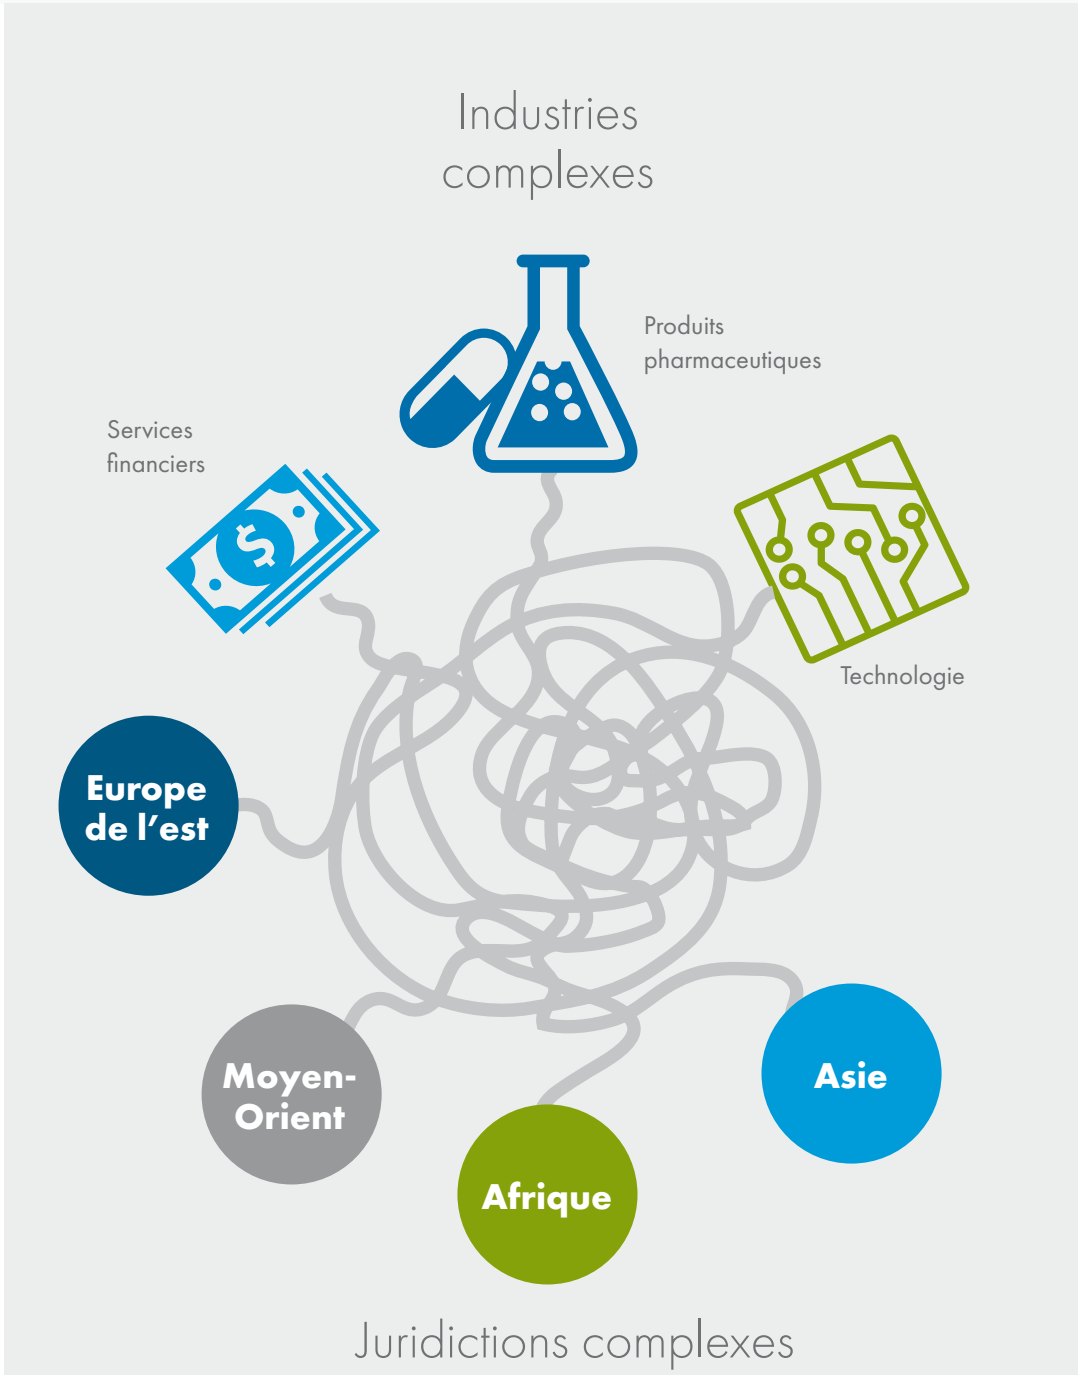 Industries
complexes
Produits
pharmaceutiques
Services
financiers
$
Technologie
Europe
de l’est
Moyen-
Orient
Asie
Afrique
Juridictions complexes